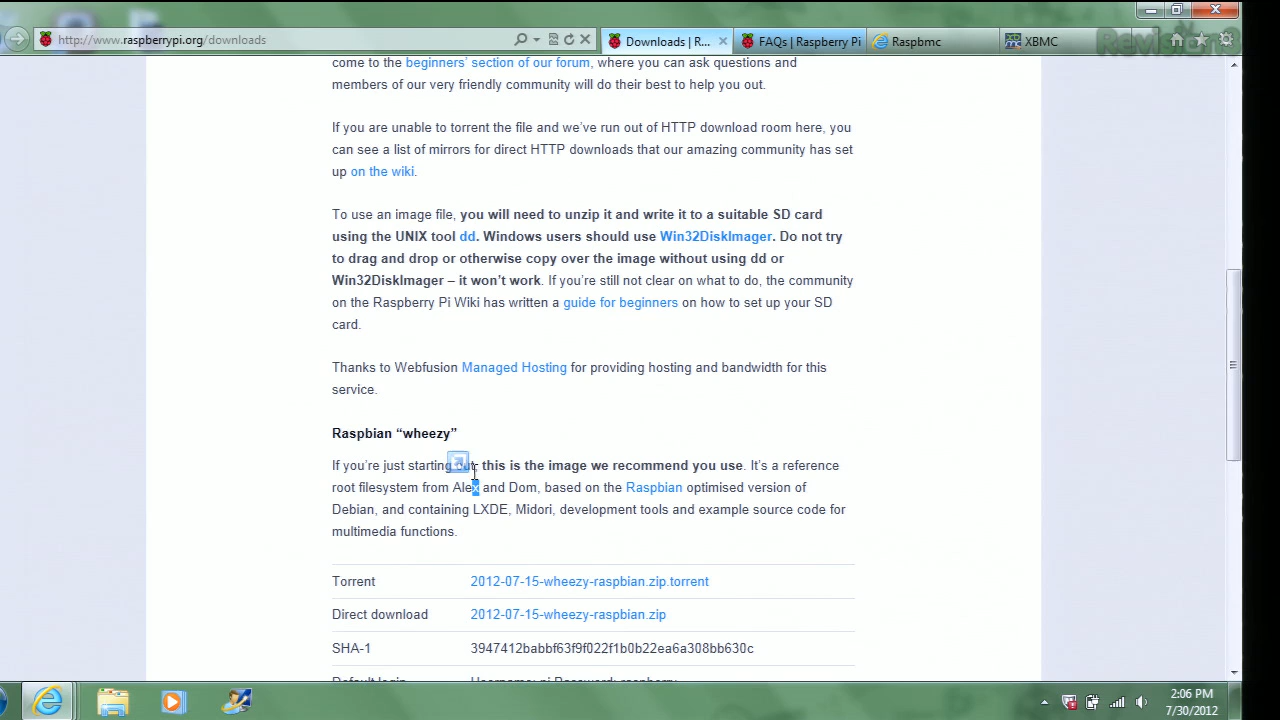 http://www.raspberrypi.org/downloads
Downloads | R...
FAQs | Raspberry Pi
Raspbmc
XBMC
Revision3
come to the beginners' section of our forum, where you can ask questions and
members of our very friendly community will do their best to help you out.
If you are unable to torrent the file and we've run out of HTTP download room here, you
can see a list of mirrors for direct HTTP downloads that our amazing community has set
up on the wiki.
To use an image file, you will need to unzip it and write it to a suitable SD card
using the UNIX tool dd. Windows users should use Win32DiskImager. Do not try
to drag and drop or otherwise copy over the image without using dd or
Win32DiskImager – it won't work. If you're still not clear on what to do, the community
on the Raspberry Pi Wiki has written a guide for beginners on how to set up your SD
card.
Thanks to Webfusion Managed Hosting for providing hosting and bandwidth for this
service.
Raspbian “wheezy”
If you're just starting out, this is the image we recommend you use. It's a reference
root filesystem from Alex and Dom, based on the Raspbian optimised version of
Debian, and containing LXDE, Midori, development tools and example source code for
multimedia functions.
Torrent 2012-07-15-wheezy-raspbian.zip.torrent
Direct download 2012-07-15-wheezy-raspbian.zip
SHA-1 3947412babbf63f9f022f1b0b22ea6a308bb630c
Default login Username: pi Password: raspberry
2:06 PM
7/30/2012